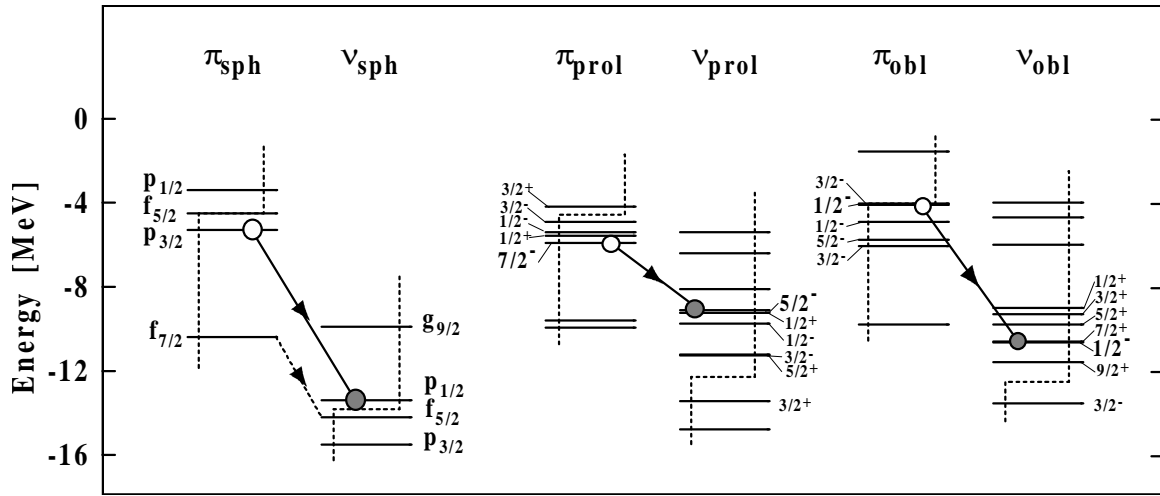 π_sph ν_sph π_prol ν_prol π_obl ν_obl
Energy [MeV]
0
-4
-8
-12
-16
p_1/2
f_5/2
p_3/2
f_7/2
g_9/2
p_1/2
f_5/2
p_3/2
3/2+
3/2-
1/2-
1/2+
7/2-
5/2-
1/2+
1/2-
3/2-
5/2+
3/2+
3/2-
1/2-
1/2-
5/2-
3/2-
1/2+
3/2+
5/2+
7/2+
1/2-
9/2+
3/2-